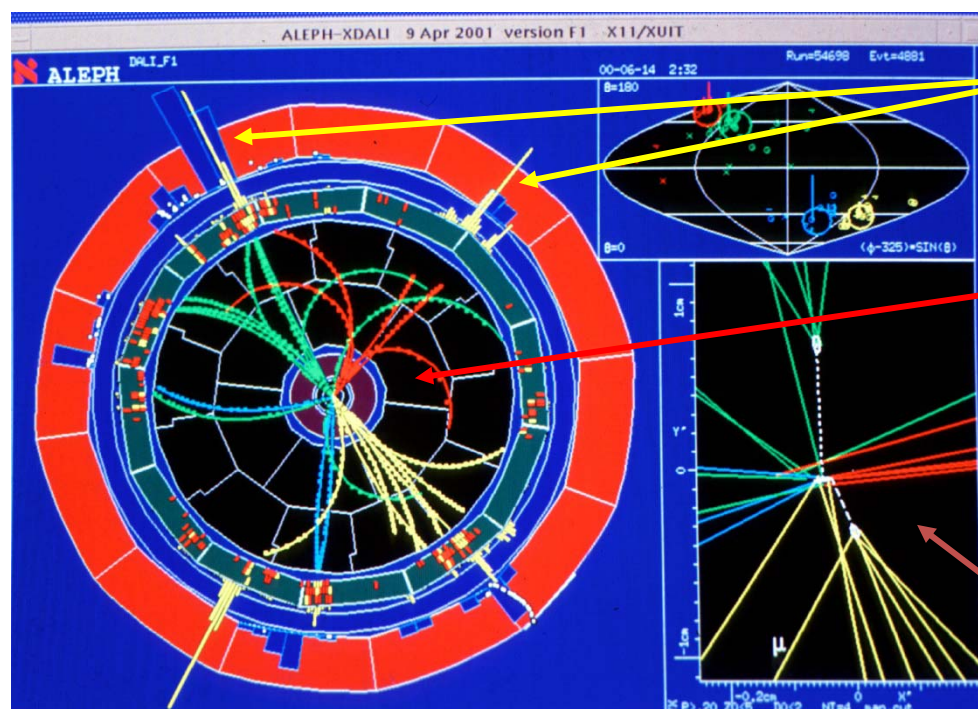 ALEPH-XDALI 9 Apr 2001 version F1 X11/XUIT
ALEPH DALI_F1
Run=54698 Evt=4881
00-06-14 2:32
θ=180
θ=0
(ϕ-325)*SIN(θ)
1cm
Y"
0
-1cm
μ
-0.2cm 0 X"